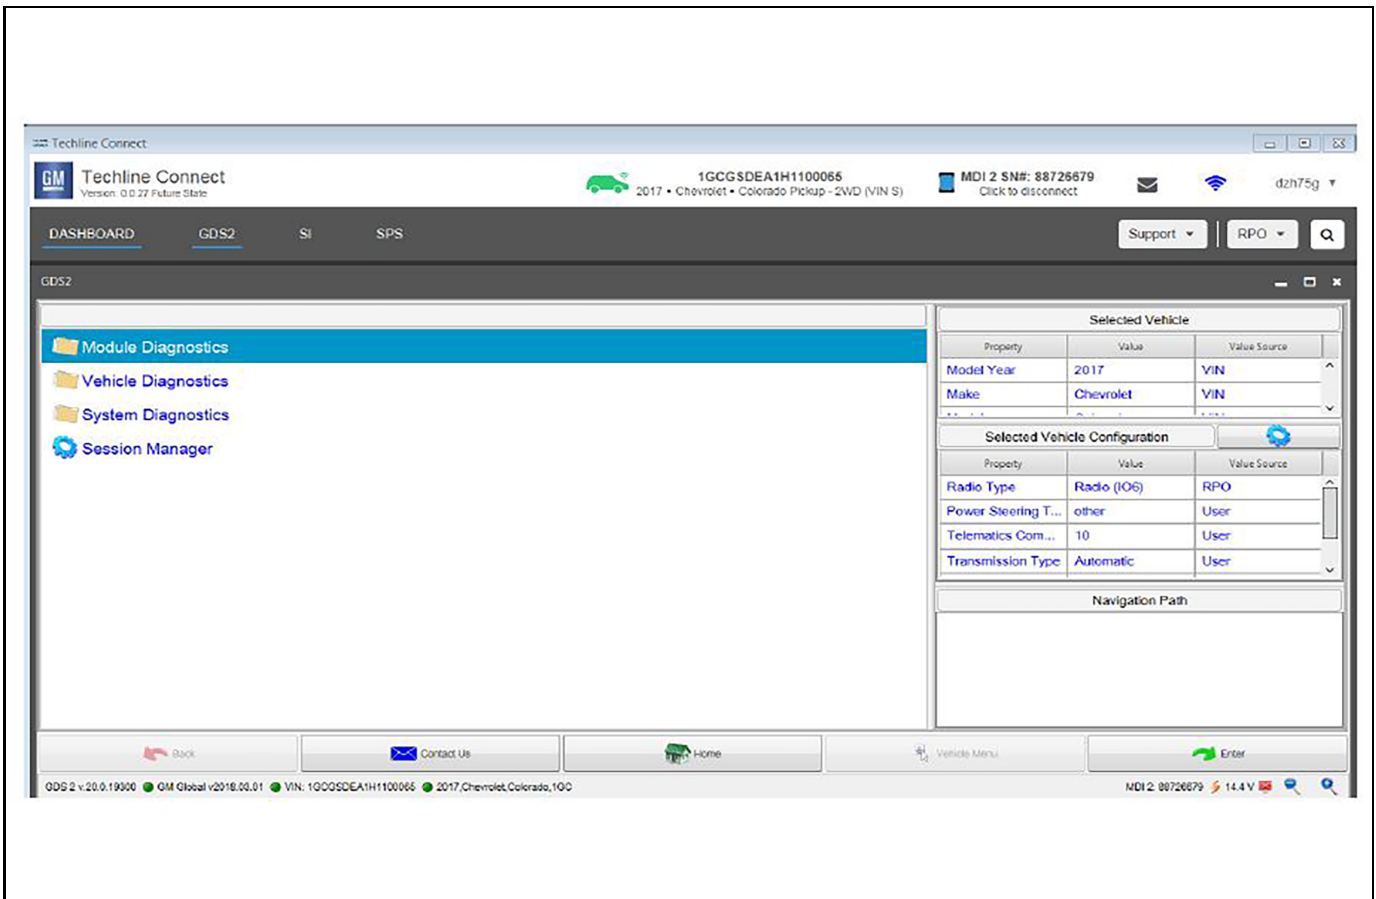 Techline Connect
GM
Techline Connect
Version: 0.0.27 Future State
1GCGSDEA1H1100065
2017 • Chevrolet • Colorado Pickup - 2WD (VIN S)
MDI 2 SN#: 88726679
Click to disconnect
dzh75g
DASHBOARD GDS2 SI SPS
Support RPO
GDS2
Module Diagnostics
Vehicle Diagnostics
System Diagnostics
Session Manager
Selected Vehicle
Property Value Value Source
Model Year 2017 VIN
Make Chevrolet VIN
Selected Vehicle Configuration
Property Value Value Source
Radio Type Radio (IO6) RPO
Power Steering T... other User
Telematics Com... 10 User
Transmission Type Automatic User
Navigation Path
Back Contact Us Home Vehicle Menu Enter
GDS 2 v.20.0.19300 GM Global v2018.03.01 VIN: 1GCGSDEA1H1100065 2017,Chevrolet,Colorado,1GC
MDI 2: 88726679 14.4 V